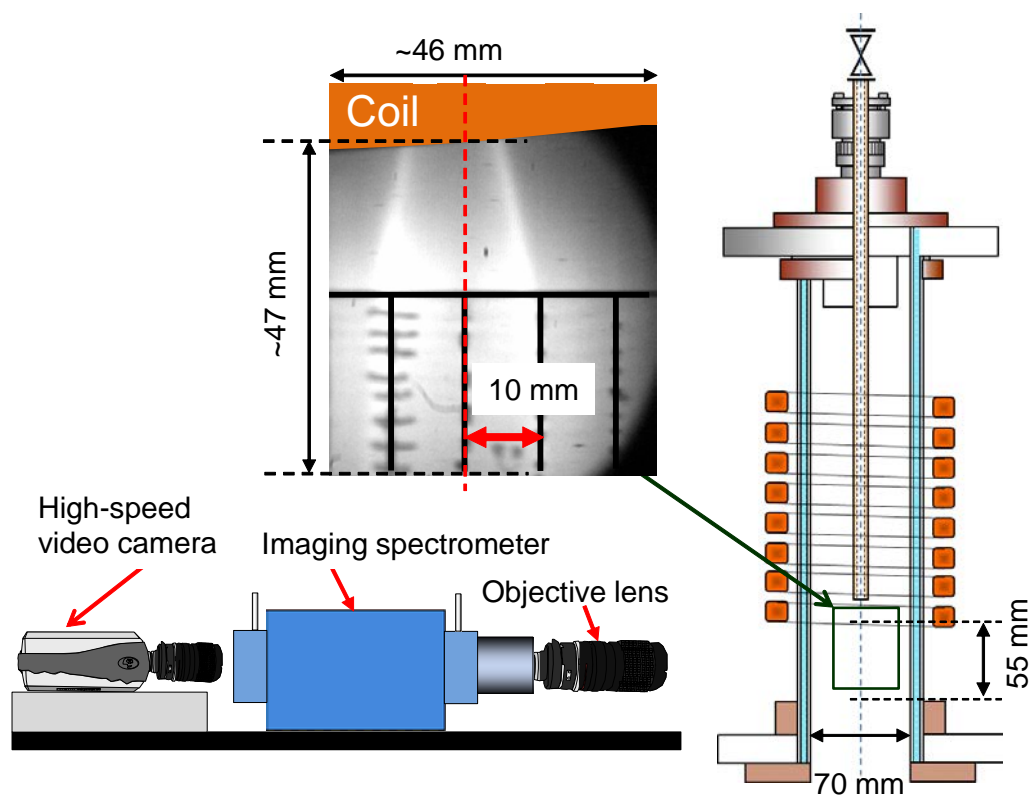 ~46 mm
Coil
~47 mm
10 mm
High-speed
video camera
Imaging spectrometer
Objective lens
55 mm
70 mm